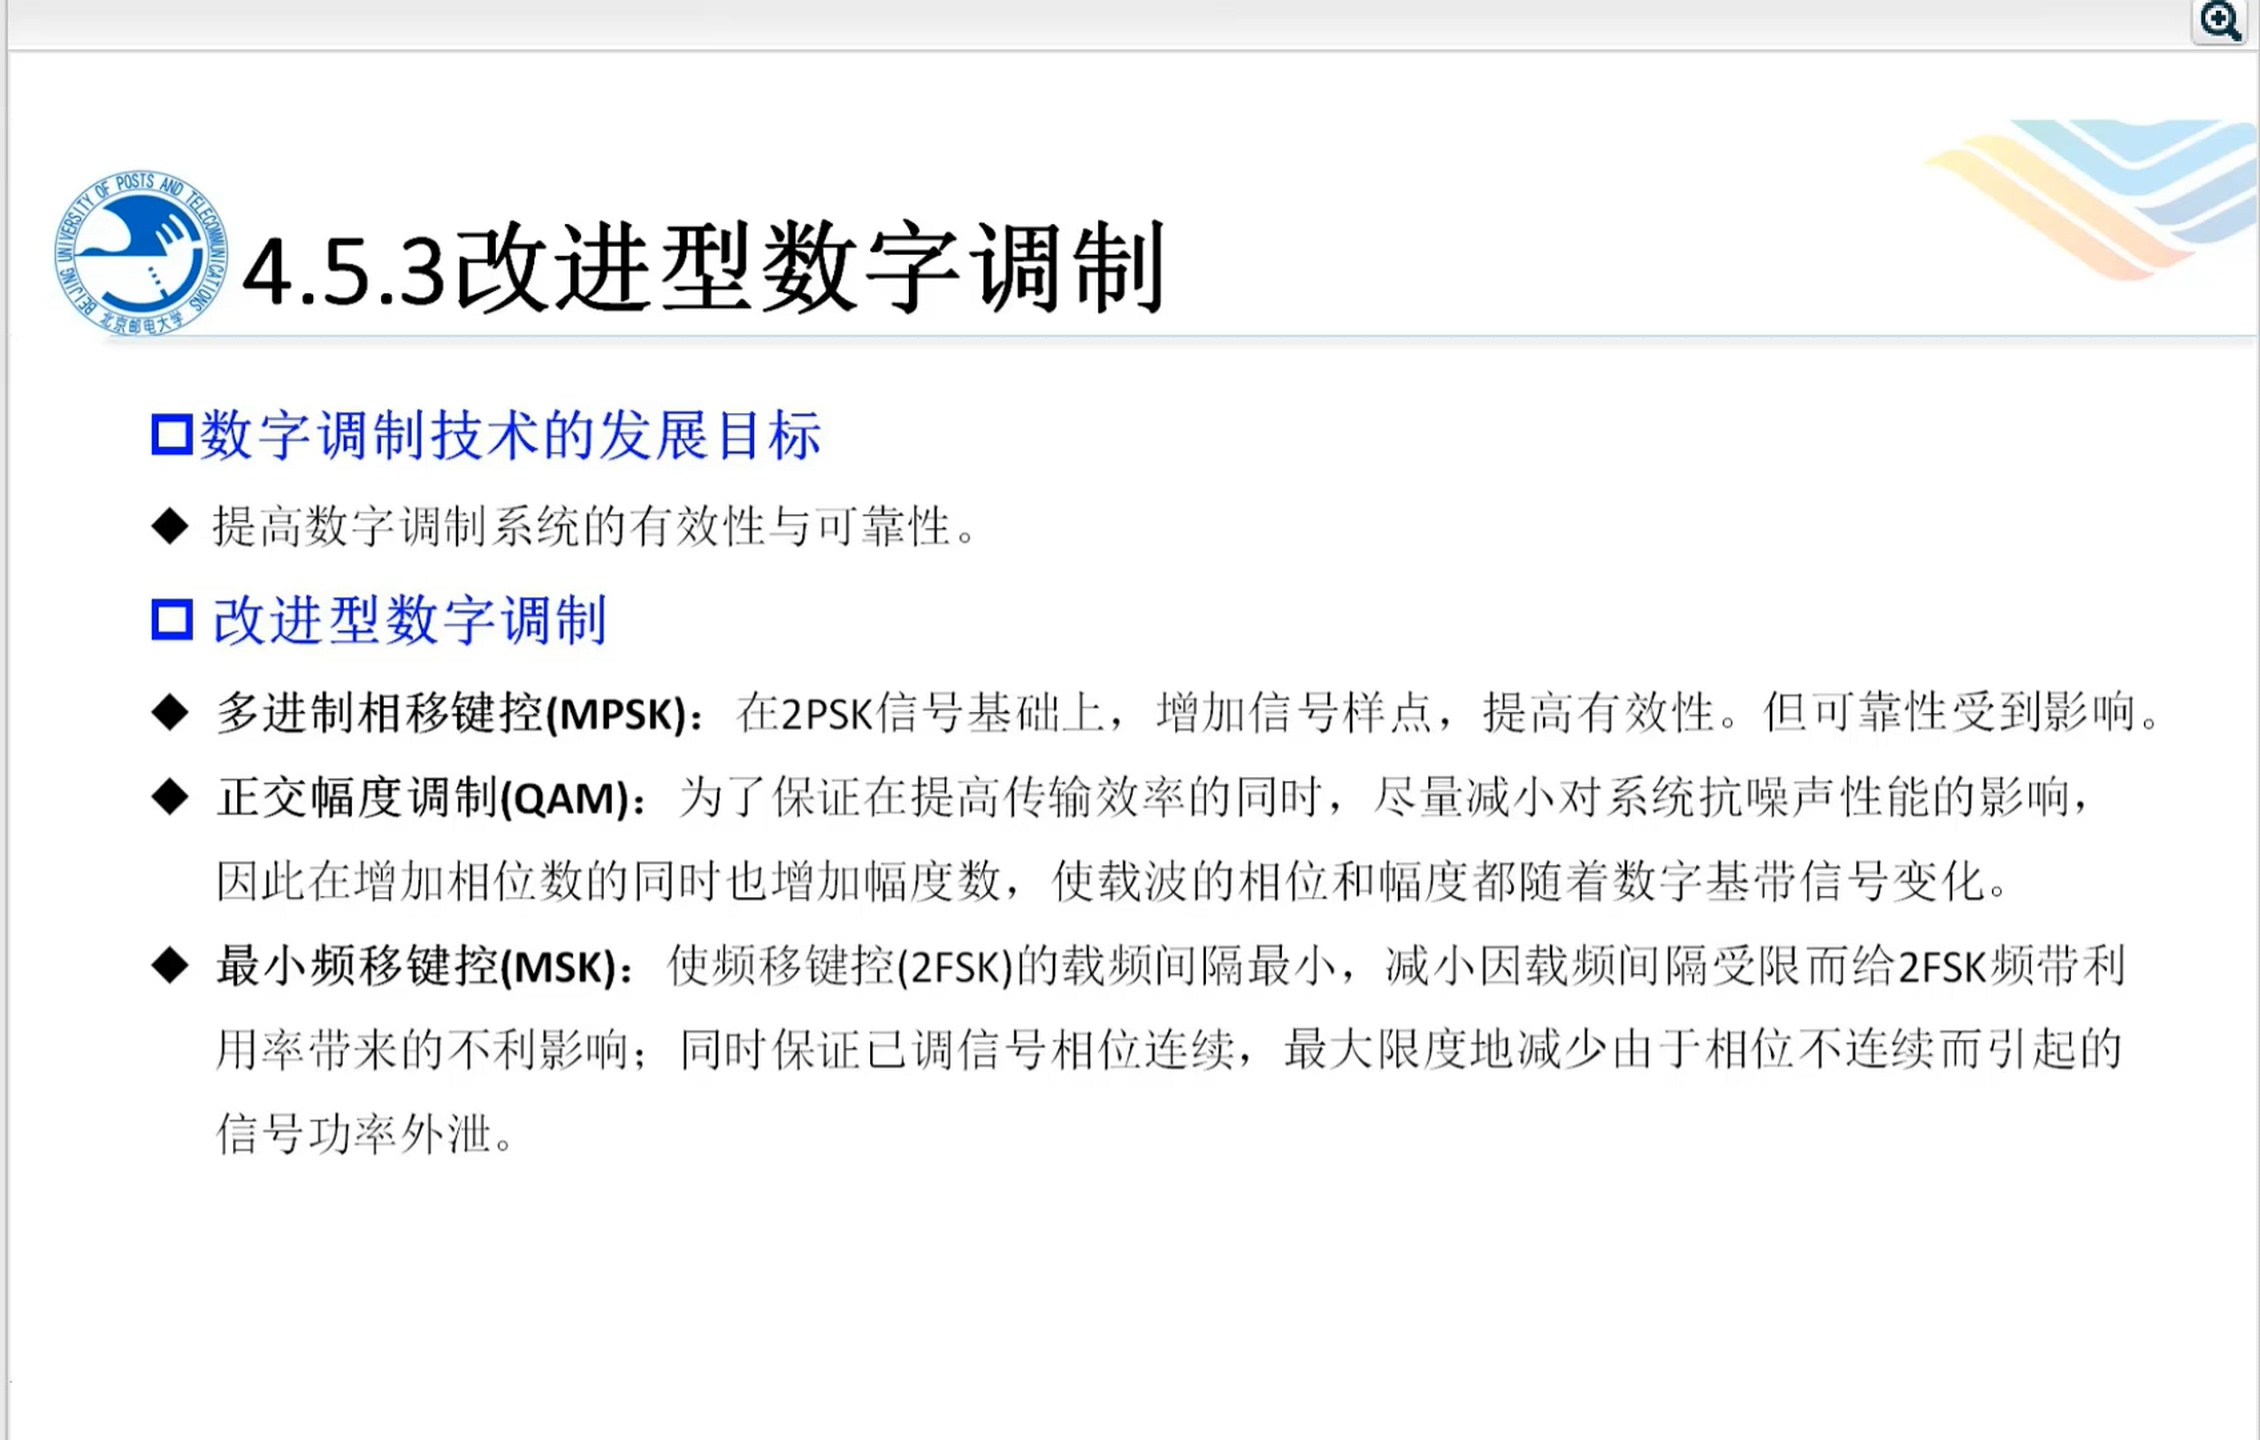 BEIJING UNIVERSITY OF POSTS AND TELECOMMUNICATIONS
北京邮电大学
4.5.3改进型数字调制
数字调制技术的发展目标
提高数字调制系统的有效性与可靠性。
改进型数字调制
多进制相移键控(MPSK)：在2PSK信号基础上，增加信号样点，提高有效性。但可靠性受到影响。
正交幅度调制(QAM)：为了保证在提高传输效率的同时，尽量减小对系统抗噪声性能的影响，
因此在增加相位数的同时也增加幅度数，使载波的相位和幅度都随着数字基带信号变化。
最小频移键控(MSK)：使频移键控(2FSK)的载频间隔最小，减小因载频间隔受限而给2FSK频带利
用率带来的不利影响；同时保证已调信号相位连续，最大限度地减少由于相位不连续而引起的
信号功率外泄。